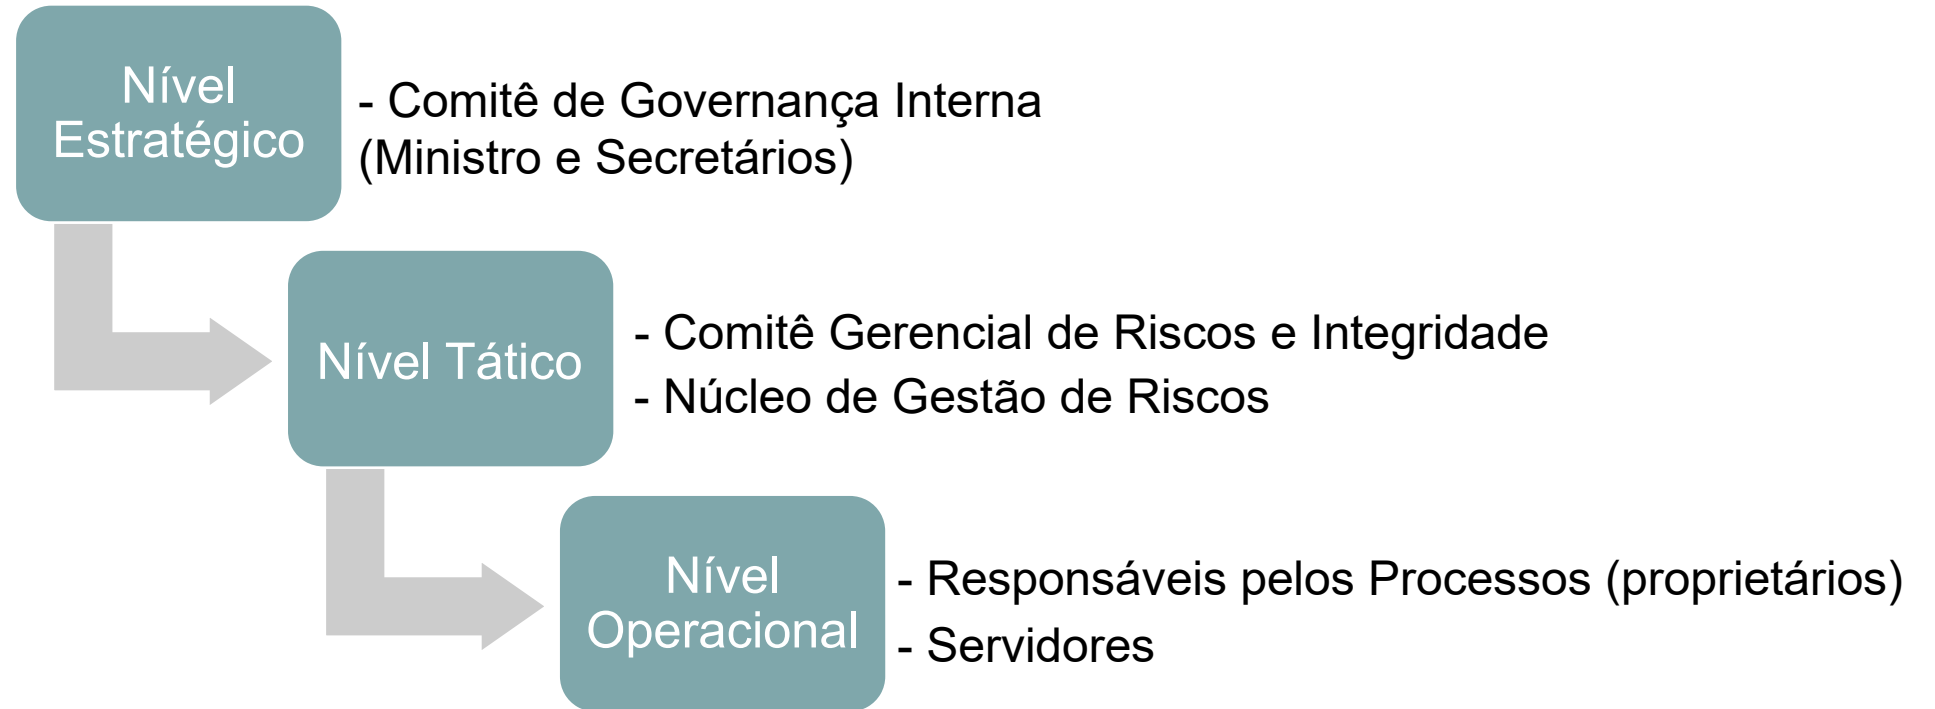 Nível
Estratégico
- Comitê de Governança Interna
(Ministro e Secretários)
Nível Tático
- Comitê Gerencial de Riscos e Integridade
- Núcleo de Gestão de Riscos
Nível
Operacional
- Responsáveis pelos Processos (proprietários)
- Servidores